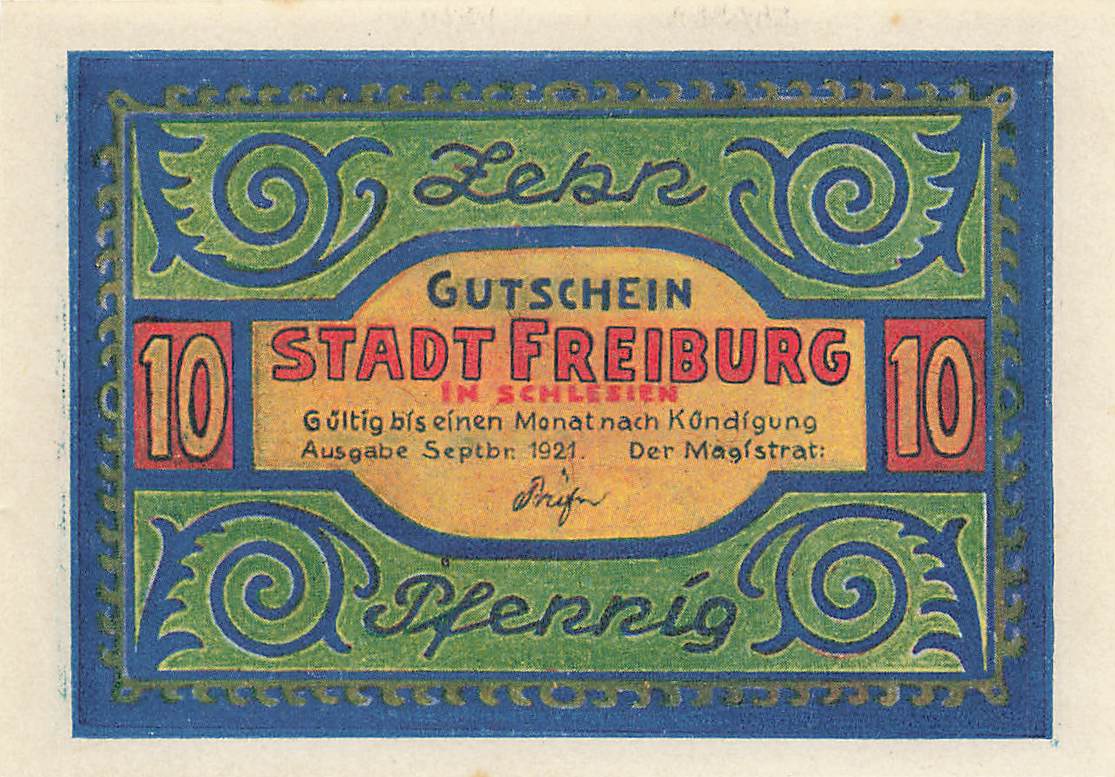 Zehn
GUTSCHEIN
10 STADT FREIBURG 10
IN SCHLESIEN
Gültig bis einen Monat nach Kündigung
Ausgabe Septbr. 1921. Der Magistrat:
Pfennig